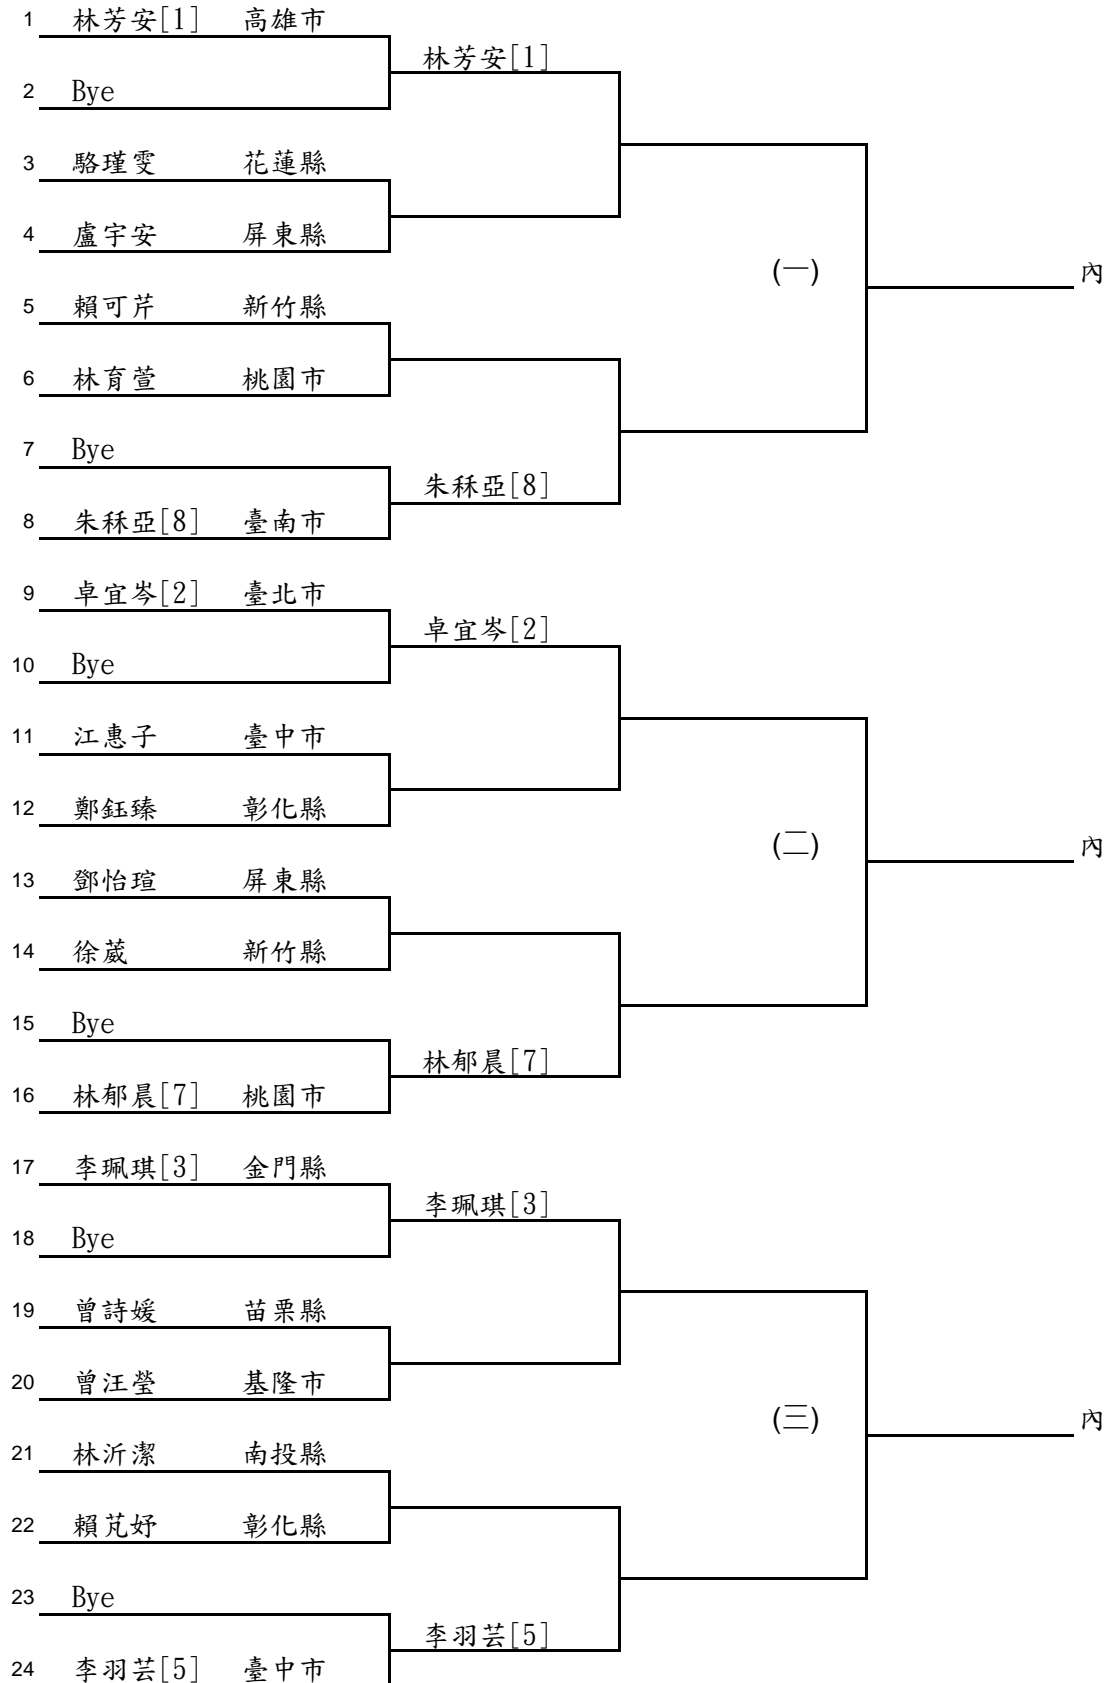 1 林芳安[1] 高雄市
林芳安[1]
2 Bye
3 駱瑾雯 花蓮縣
4 盧宇安 屏東縣
(一) 內
5 賴可芹 新竹縣
6 林育萱 桃園市
7 Bye
朱秝亞[8]
8 朱秝亞[8] 臺南市
9 卓宜岑[2] 臺北市
卓宜岑[2]
10 Bye
11 江惠子 臺中市
12 鄭鈺臻 彰化縣
(二) 內
13 鄧怡瑄 屏東縣
14 徐葳 新竹縣
15 Bye
林郁晨[7]
16 林郁晨[7] 桃園市
17 李珮琪[3] 金門縣
李珮琪[3]
18 Bye
19 曾詩媛 苗栗縣
20 曾汪瑩 基隆市
(三) 內
21 林沂潔 南投縣
22 賴芃妤 彰化縣
23 Bye
李羽芸[5]
24 李羽芸[5] 臺中市